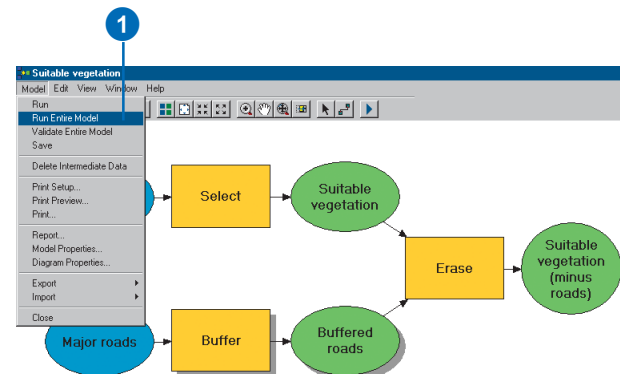 1
Suitable vegetation
Model Edit View Window Help
Run
Run Entire Model
Validate Entire Model
Save
Delete Intermediate Data
Print Setup...
Print Preview...
Print...
Report...
Model Properties...
Diagram Properties...
Export
Import
Close
Select
Suitable
vegetation
Erase
Suitable
vegetation
(minus
roads)
Major roads
Buffer
Buffered
roads